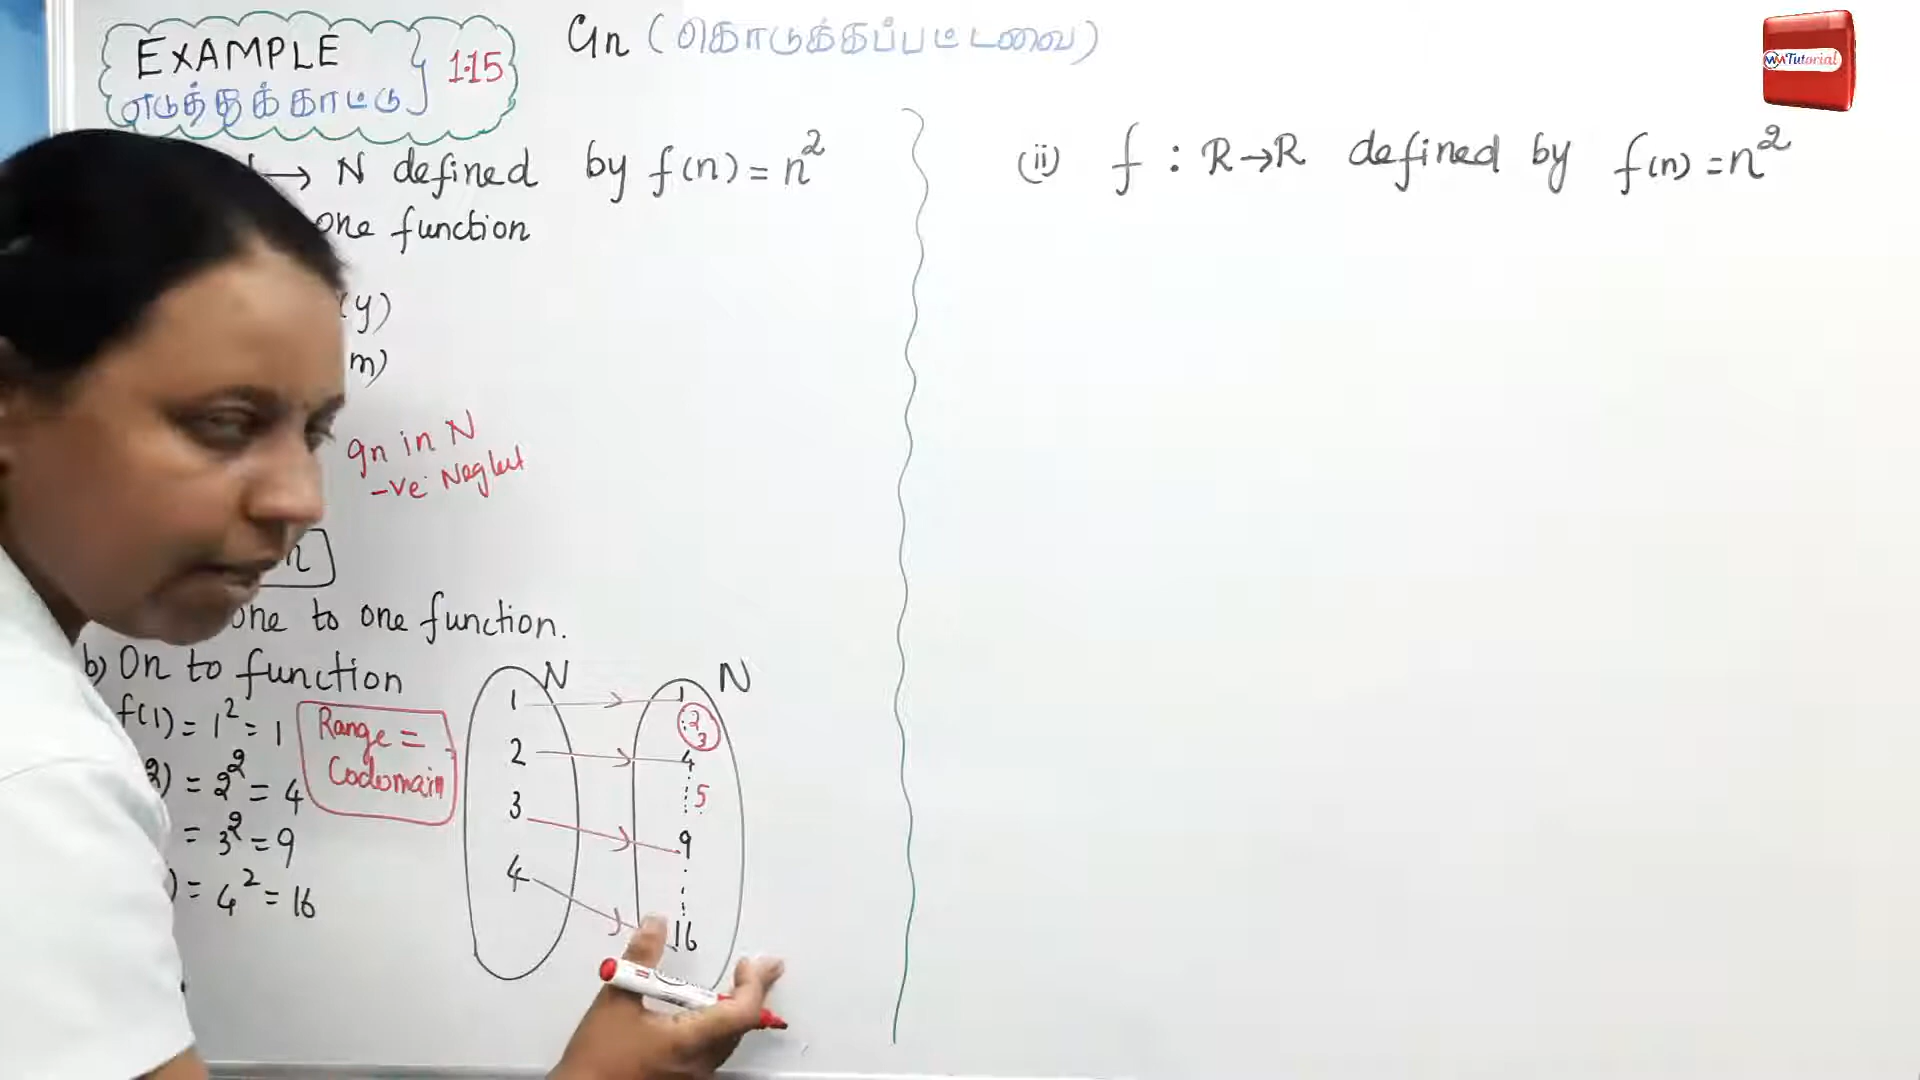 EXAMPLE
எடுத்துக்காட்டு
1.15
Gn (கொடுக்கப்பட்டவை)
WM Tutorial
→ N defined by f(n) = n²
one function
(y)
m)
gn in N
-ve Neglect
one to one function.
b) On to function
f(1) = 1² = 1
2) = 2² = 4
= 3² = 9
) = 4² = 16
Range =
Codomain
N
1
2
3
4
N
1
2
3
4
5
9
16
(ii) f : R→R defined by f(n) = n²